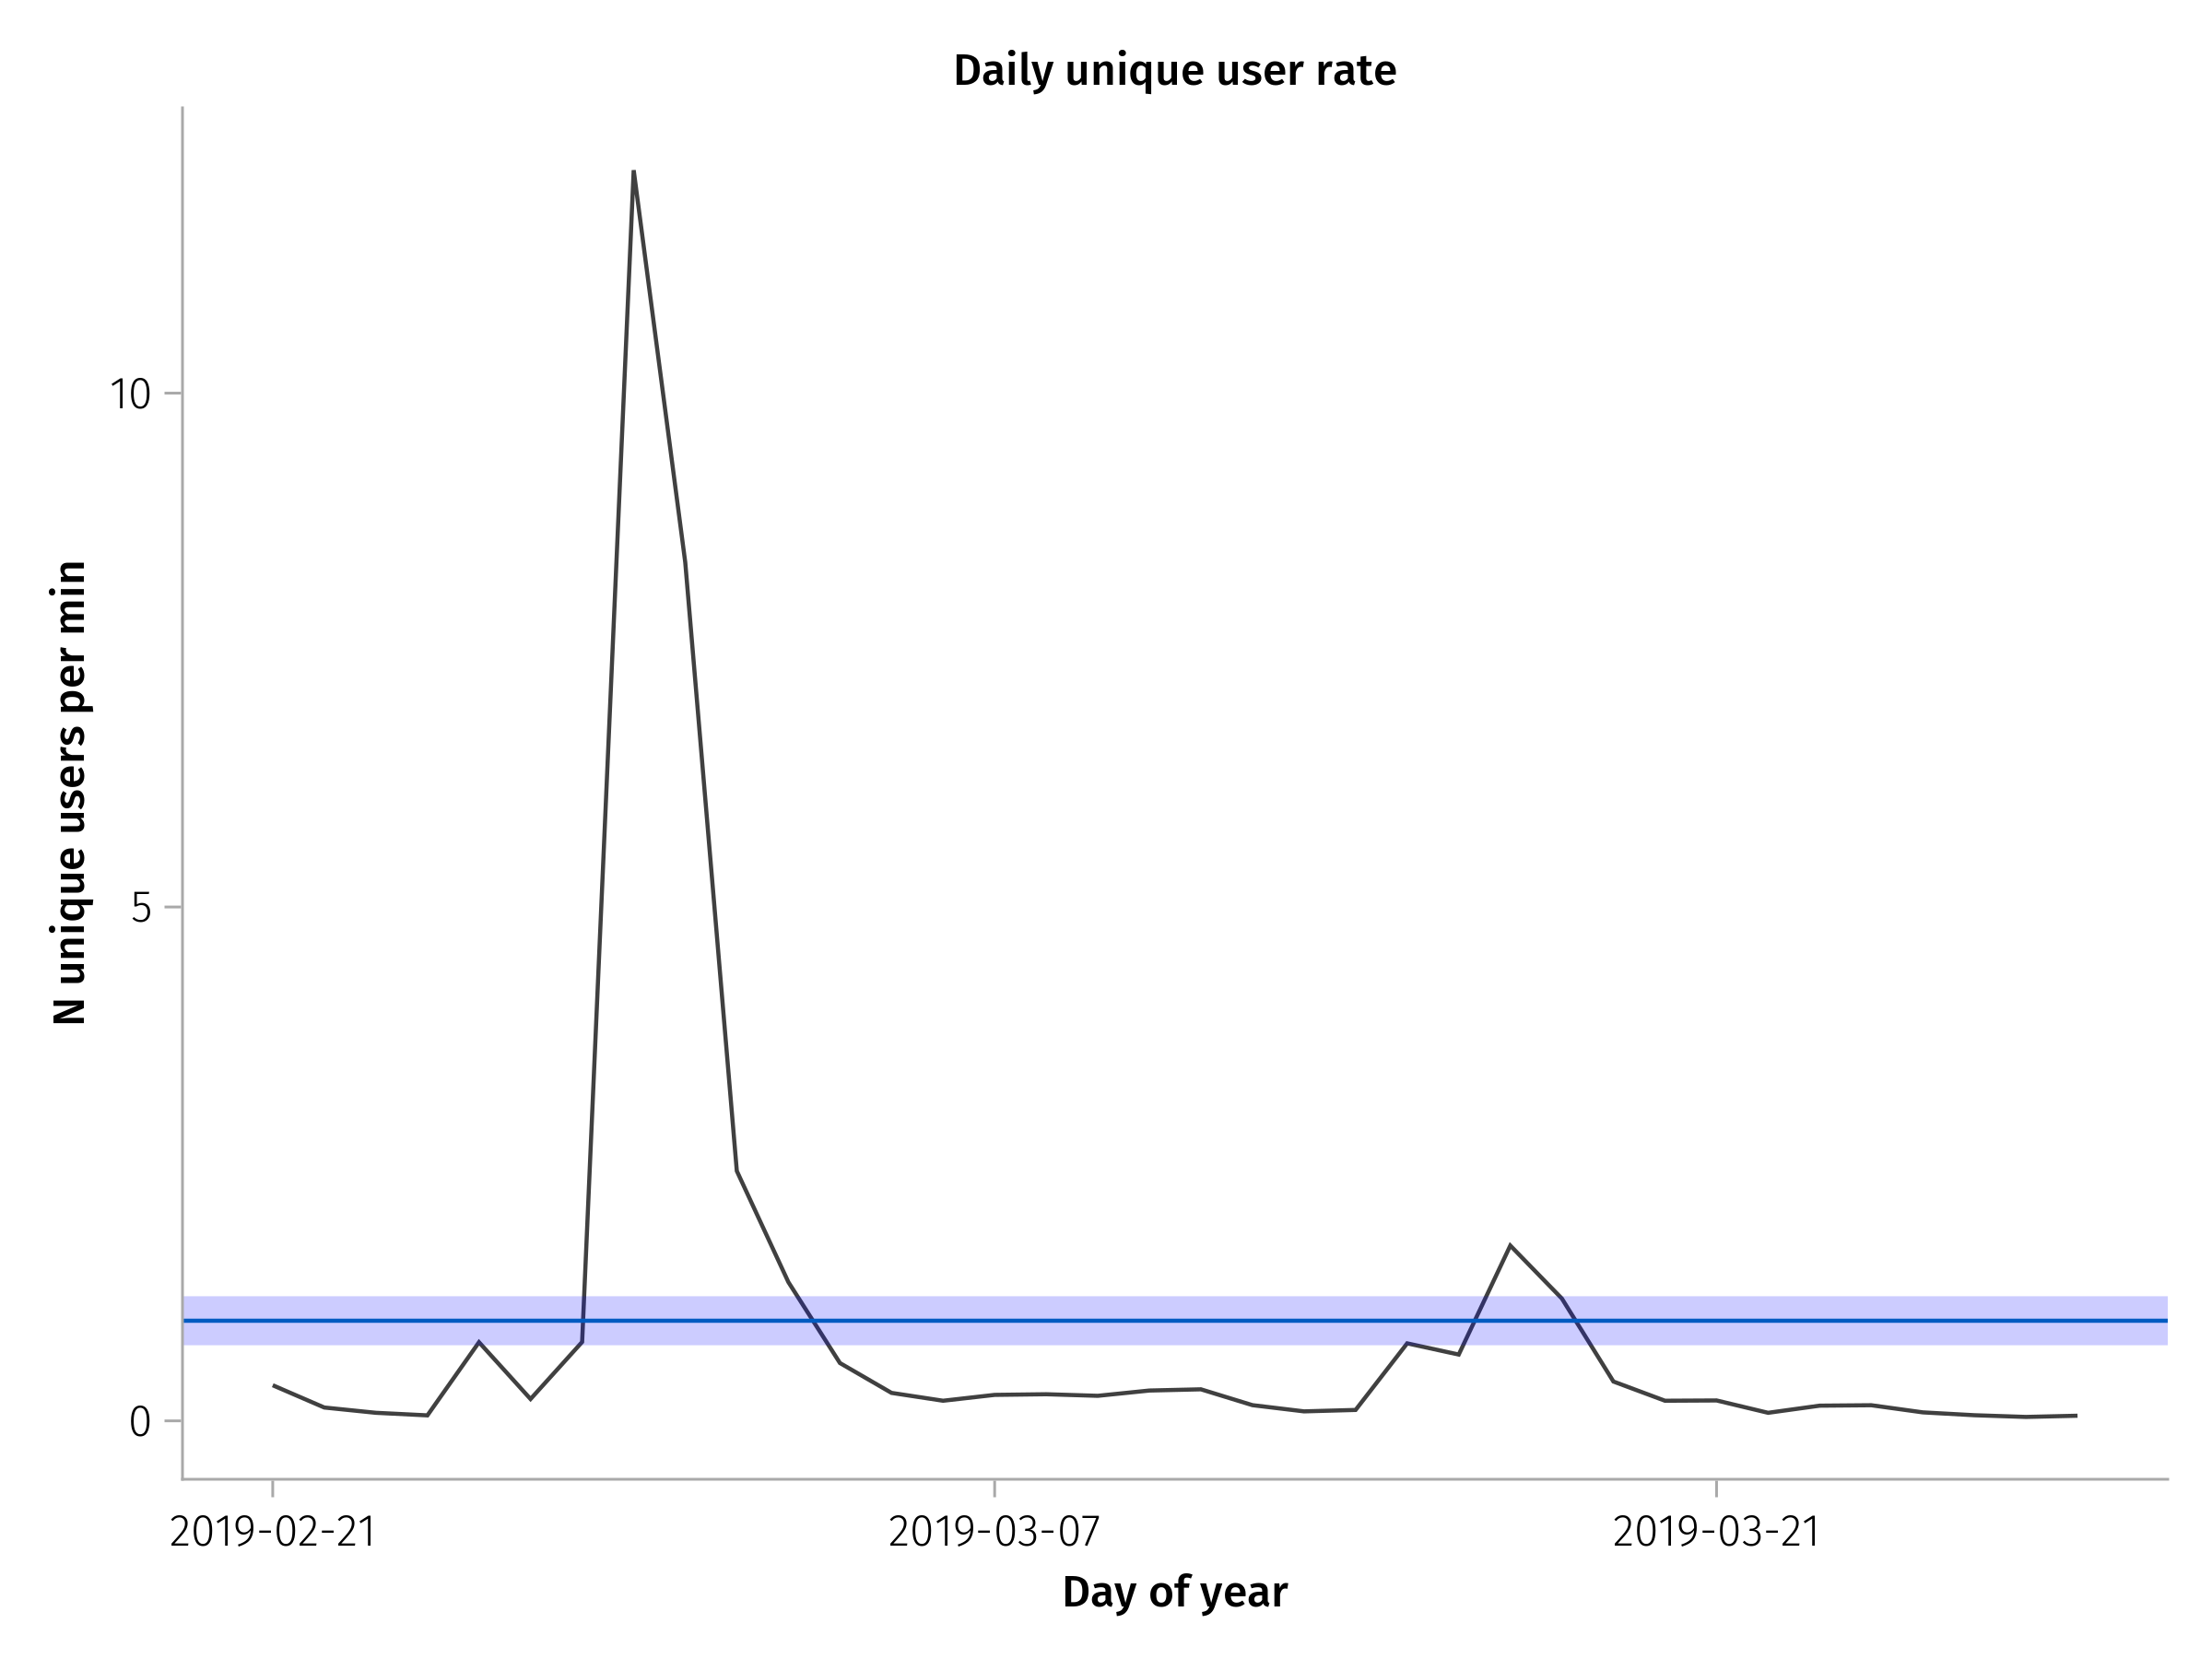 Daily unique user rate
N unique users per min
10
5
0
2019-02-21
2019-03-07
2019-03-21
Day of year